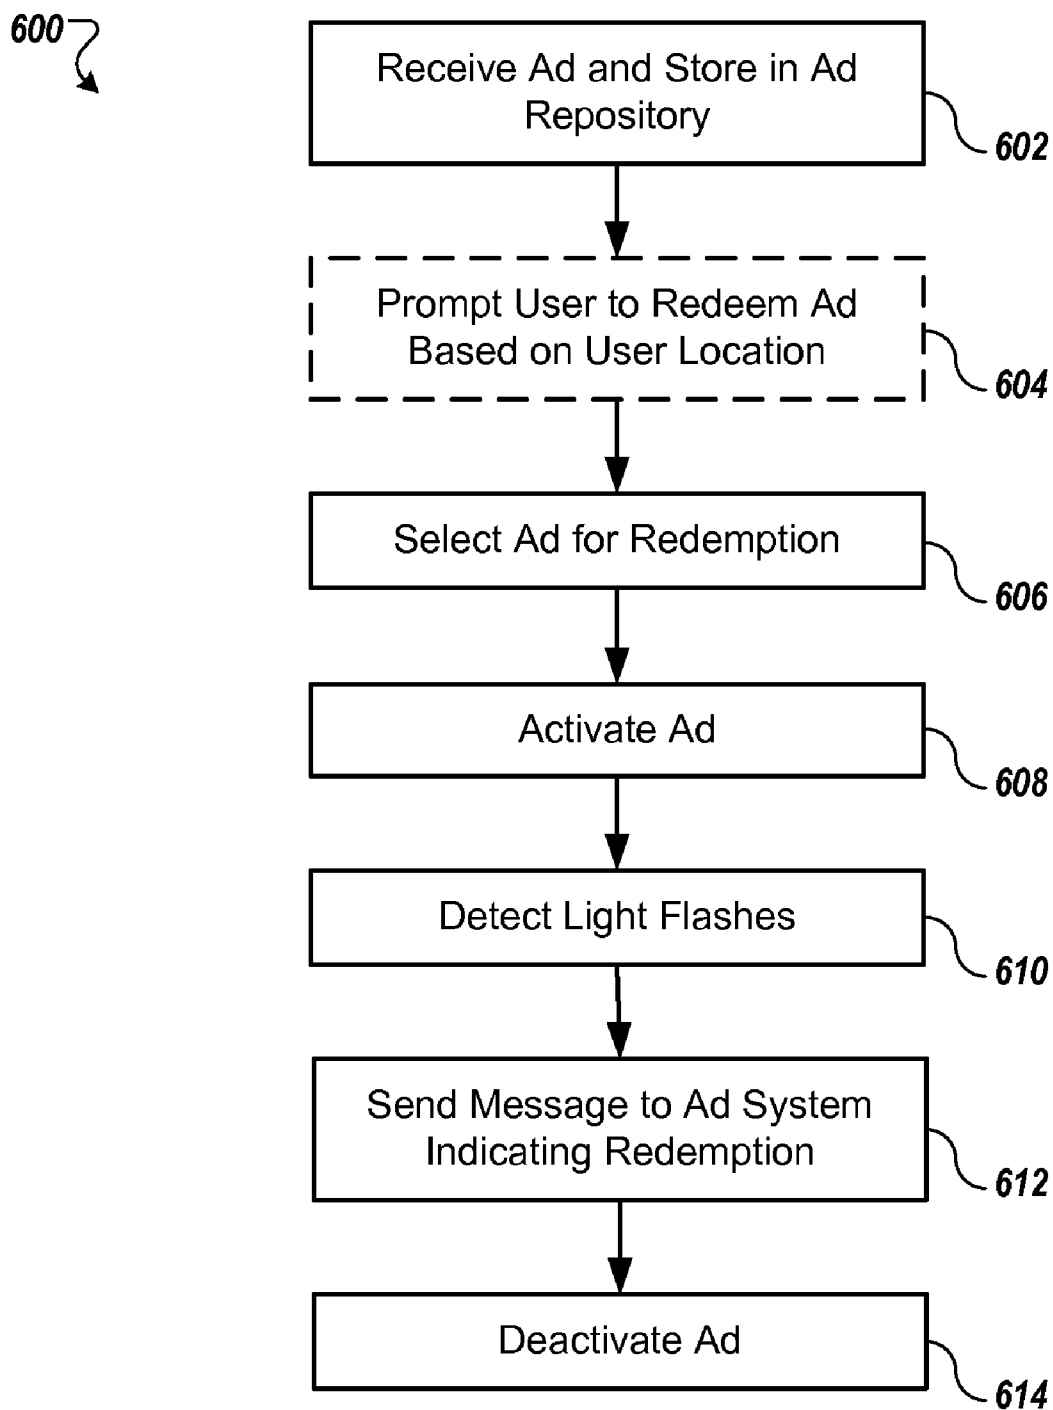 600
Receive Ad and Store in Ad
Repository
602
Prompt User to Redeem Ad
Based on User Location
604
Select Ad for Redemption
606
Activate Ad
608
Detect Light Flashes
610
Send Message to Ad System
Indicating Redemption
612
Deactivate Ad
614